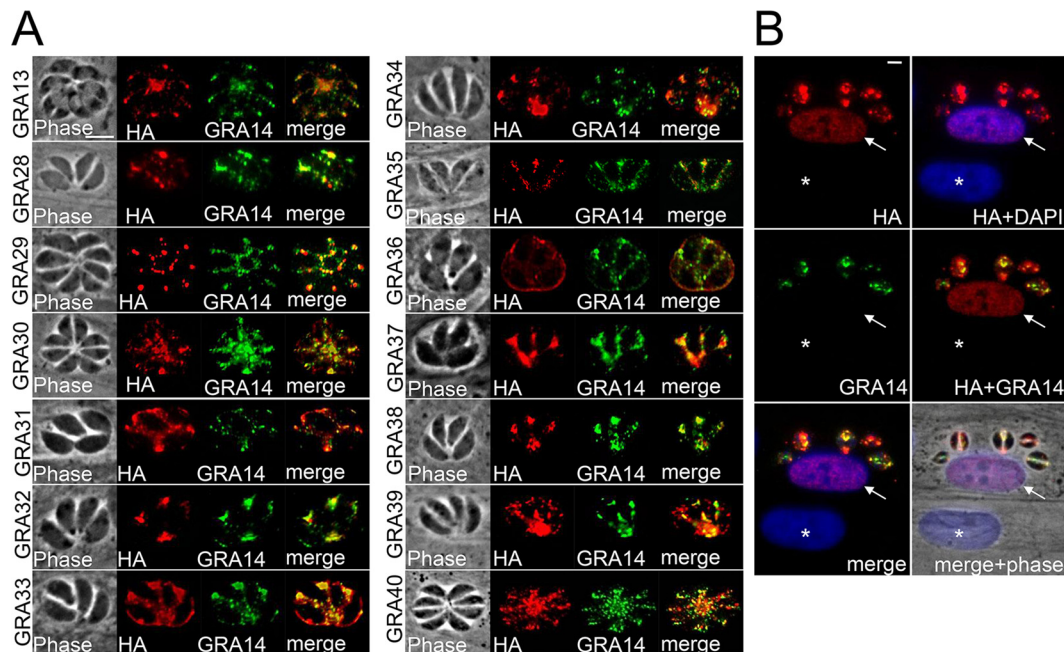 A
GRA13 Phase HA GRA14 merge
GRA28 Phase HA GRA14 merge
GRA29 Phase HA GRA14 merge
GRA30 Phase HA GRA14 merge
GRA31 Phase HA GRA14 merge
GRA32 Phase HA GRA14 merge
GRA33 Phase HA GRA14 merge
GRA34 Phase HA GRA14 merge
GRA35 Phase HA GRA14 merge
GRA36 Phase HA GRA14 merge
GRA37 Phase HA GRA14 merge
GRA38 Phase HA GRA14 merge
GRA39 Phase HA GRA14 merge
GRA40 Phase HA GRA14 merge
B
* *
HA HA+DAPI
* *
GRA14 HA+GRA14
* *
merge merge+phase